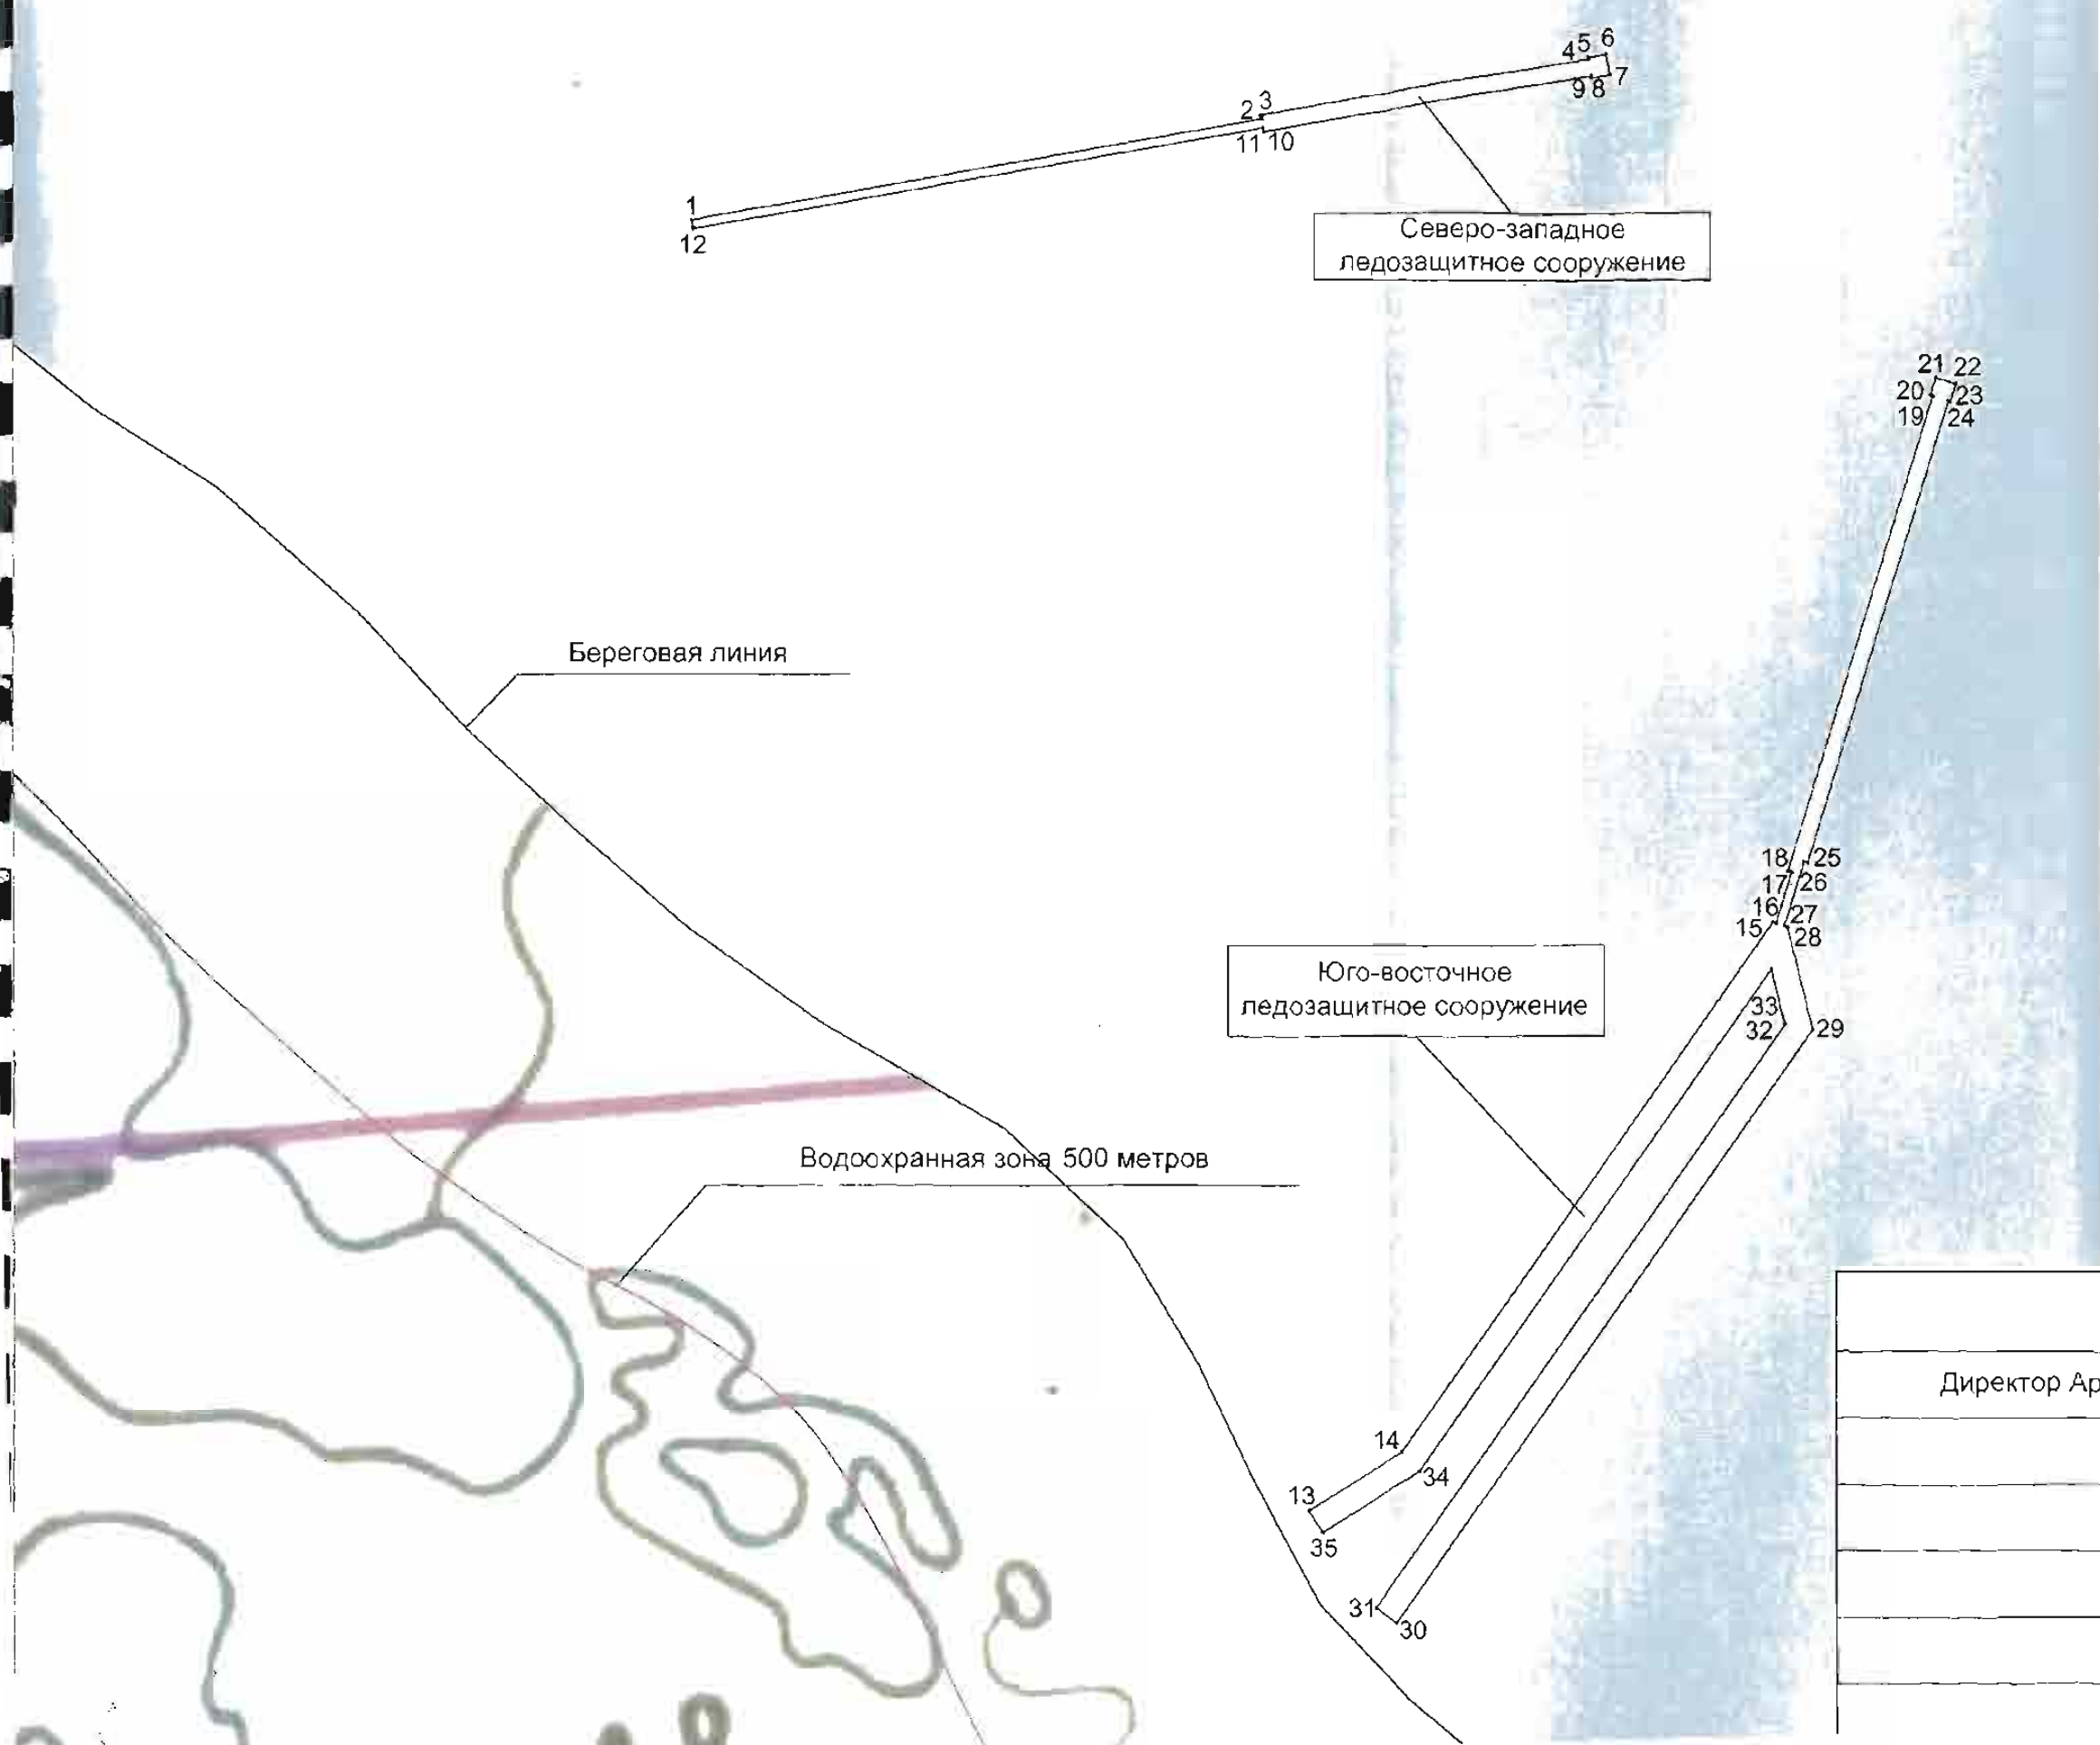 4 5 6
9 8 7
2 3
11 10
1
12
Северо-западное
ледозащитное сооружение
21 22
20 23
19 24
Береговая линия
18 25
17 26
16 27
15 28
Юго-восточное
ледозащитное сооружение
33
32 29
Водоохранная зона 500 метров
Директор Ар
14
34
13
35
31
30